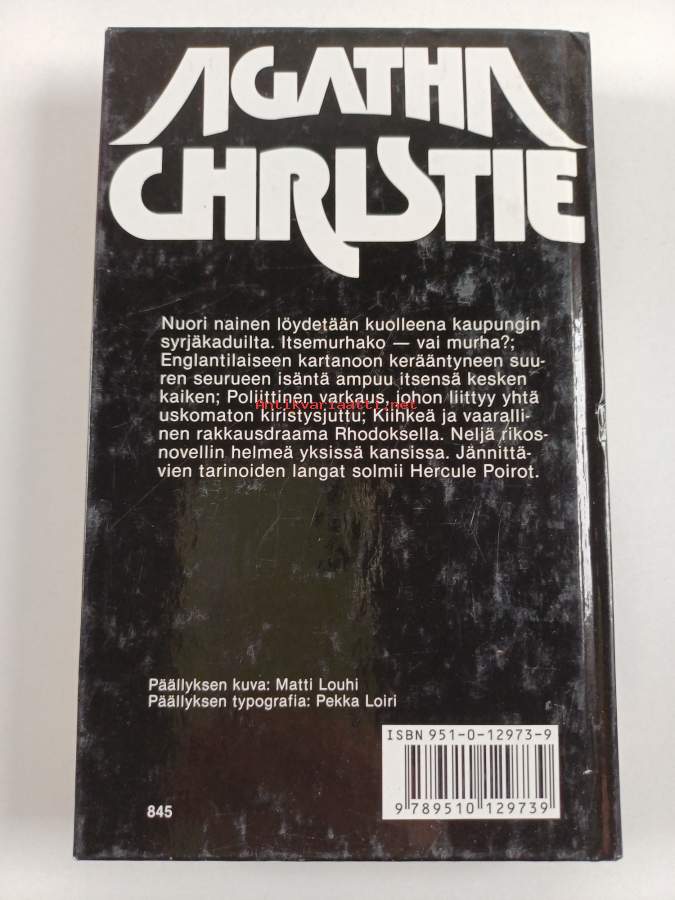 AGATHA
CHRISTIE
Nuori nainen löydetään kuolleena kaupungin
syrjäkaduilta. Itsemurhako — vai murha?;
Englantilaiseen kartanoon kerääntyneen suu-
ren seurueen isäntä ampuu itsensä kesken
kaiken; Poliittinen varkaus, johon liittyy yhtä
Antikvariaatti.net
uskomaton kiristysjuttu; Kiihkeä ja vaaralli-
nen rakkausdraama Rhodoksella. Neljä rikos-
novellin helmeä yksissä kansissa. Jännittä-
vien tarinoiden langat solmii Hercule Poirot.
Päällyksen kuva: Matti Louhi
Päällyksen typografia: Pekka Loiri
ISBN 951-0-12973-9
9 789510 129739
845